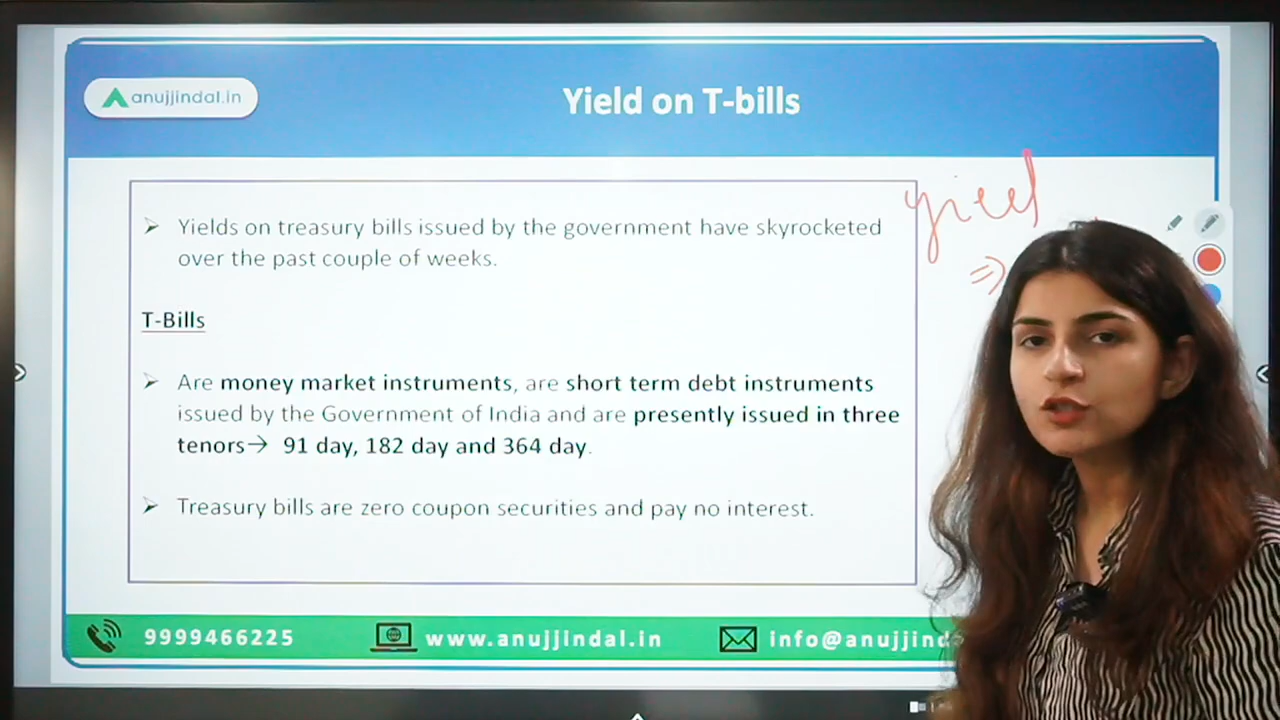 anujjindal.in
Yield on T-bills
yield
⇒
➢ Yields on treasury bills issued by the government have skyrocketed
over the past couple of weeks.
T-Bills
➢ Are money market instruments, are short term debt instruments
issued by the Government of India and are presently issued in three
tenors→ 91 day, 182 day and 364 day.
➢ Treasury bills are zero coupon securities and pay no interest.
9999466225
www.anujjindal.in
info@anujjind